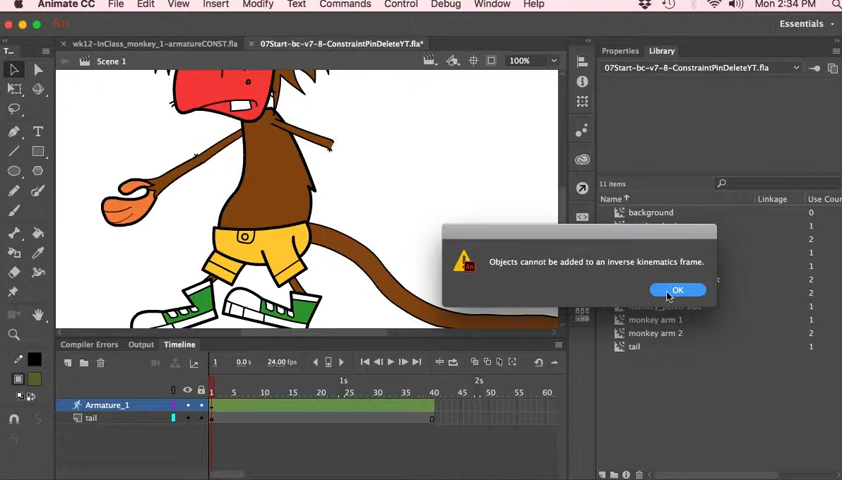 Animate CC File Edit View Insert Modify Text Commands Control Debug Window Help Mon 2:34 PM
An Essentials
wk12-InClass_monkey_1-armatureCONST.fla 07Start-bc-v7-8-ConstraintPinDeleteYT.fla* Properties Library
Scene 1 100% 07Start-bc-v7-8-ConstraintPinDeleteYT.fla
11 items
Name Linkage Use Coun
background 0
1
2
Objects cannot be added to an inverse kinematics frame.
2
OK
2
1
monkey arm 1 1
monkey arm 2 2
tail 1
Compiler Errors Output Timeline
1 0.0 s 24.00 fps
1s 2s
1 5 10 15 20 25 30 35 40 45 50 55 60
Armature_1
tail